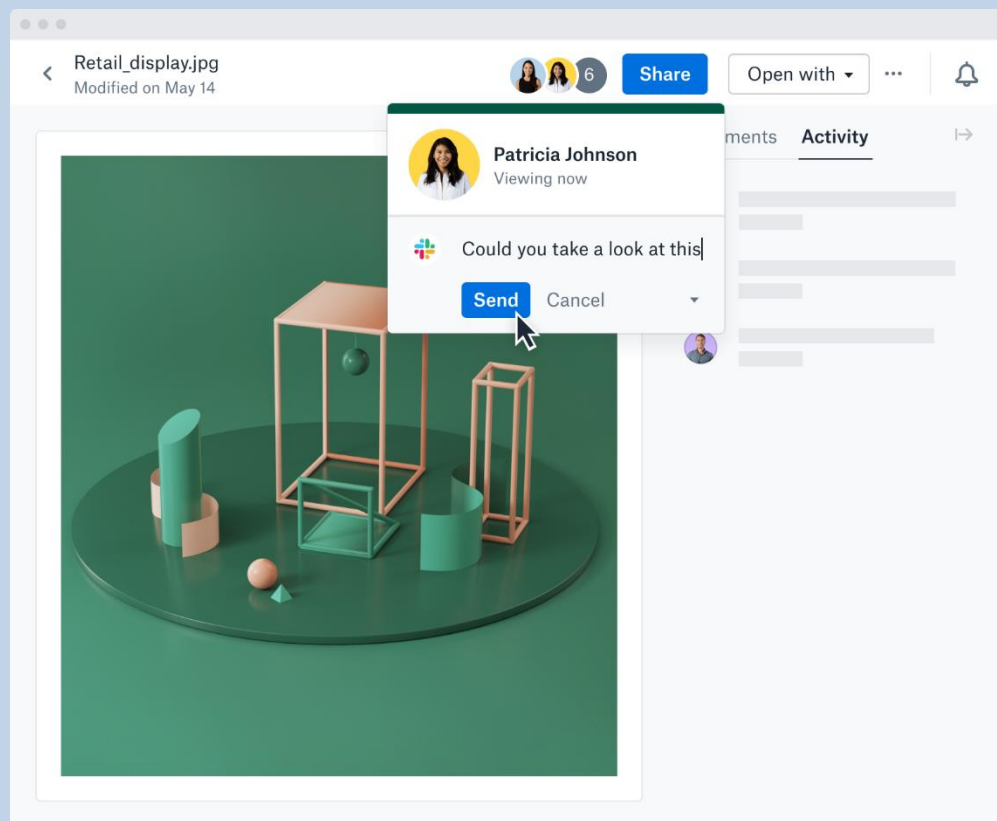 Retail_display.jpg
Modified on May 14
6
Share
Open with
Patricia Johnson
Viewing now
ments
Activity
Could you take a look at this
Send
Cancel